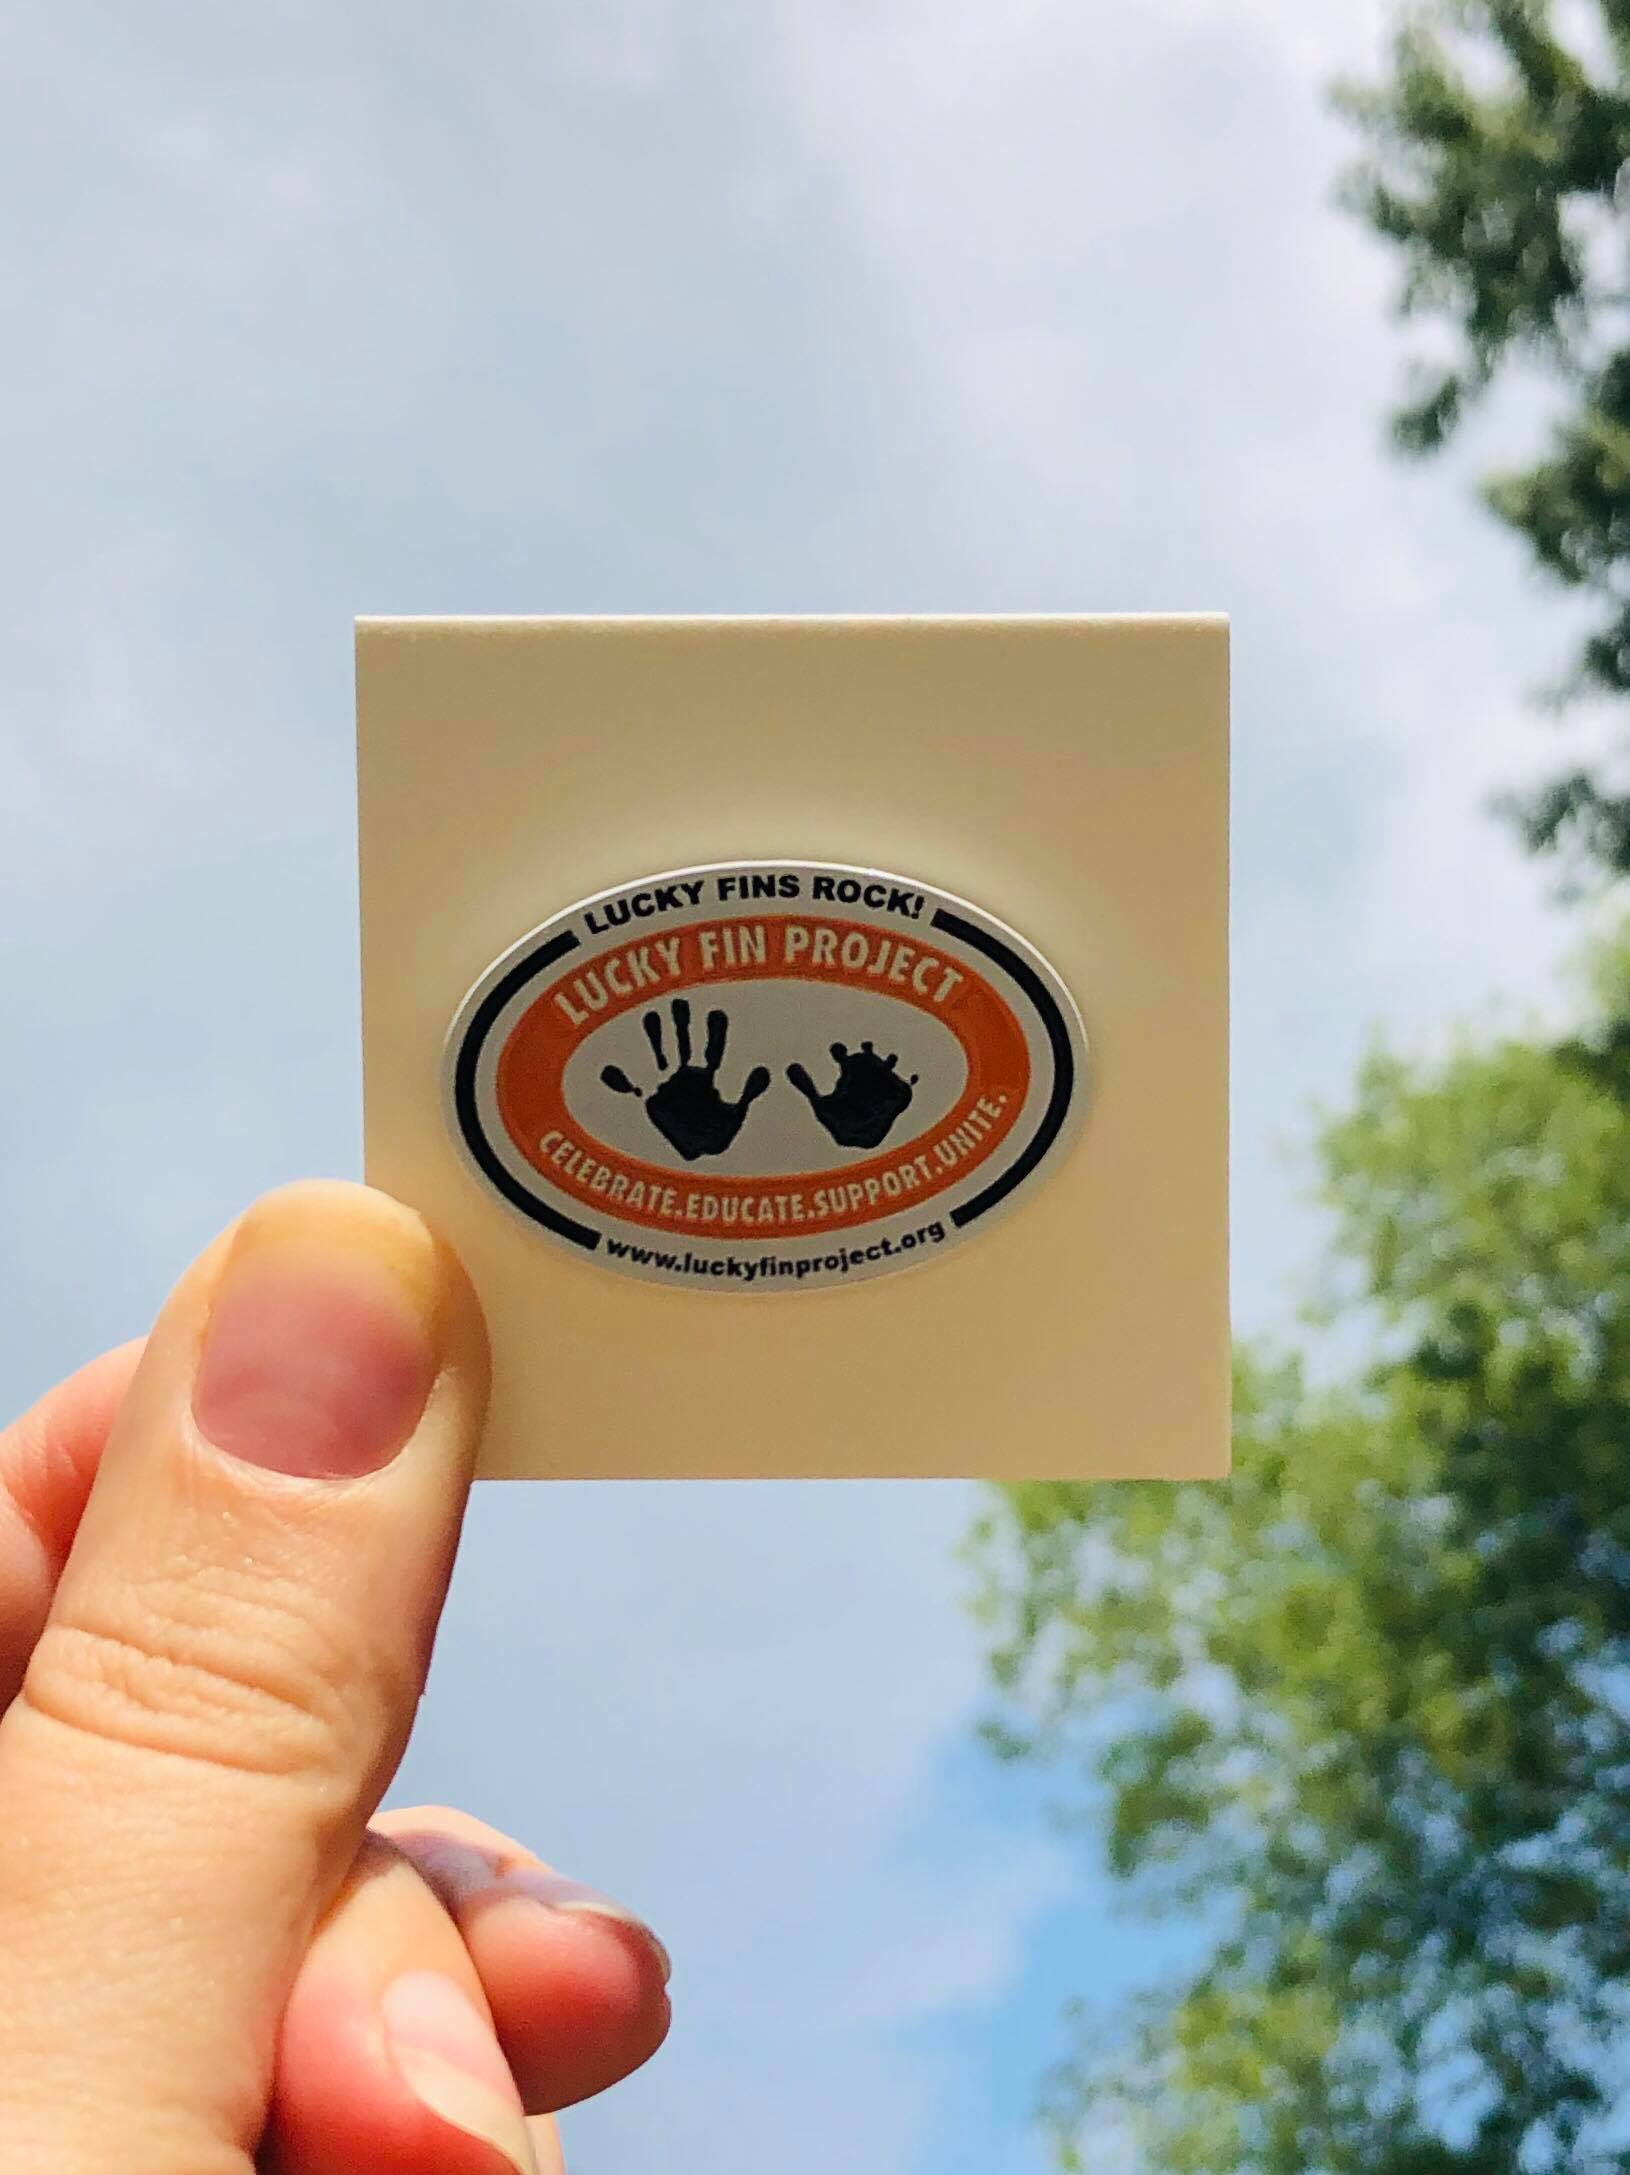 LUCKY FINS ROCK!
LUCKY FIN PROJECT
CELEBRATE.EDUCATE.SUPPORT.UNITE.
www.luckyfinproject.org